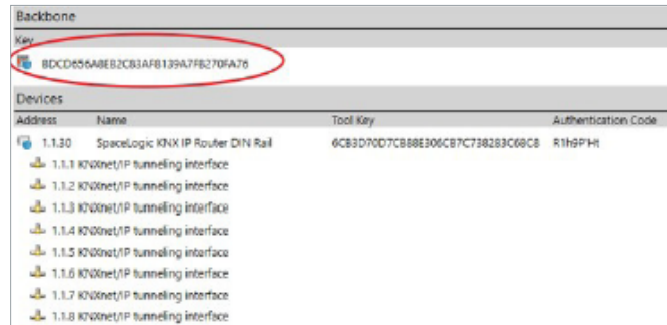 Backbone
Key
BDCD656A8EB2CB3AF8139A7FB270FA76
Devices
Address Name Tool Key Authentication Code
1.1.30 SpaceLogic KNX IP Router DIN Rail 6CB3D70D7CB88E306CB7C738283C68C8 R1h9P'Ht
1.1.1 KNXnet/IP tunneling interface
1.1.2 KNXnet/IP tunneling interface
1.1.3 KNXnet/IP tunneling interface
1.1.4 KNXnet/IP tunneling interface
1.1.5 KNXnet/IP tunneling interface
1.1.6 KNXnet/IP tunneling interface
1.1.7 KNXnet/IP tunneling interface
1.1.8 KNXnet/IP tunneling interface